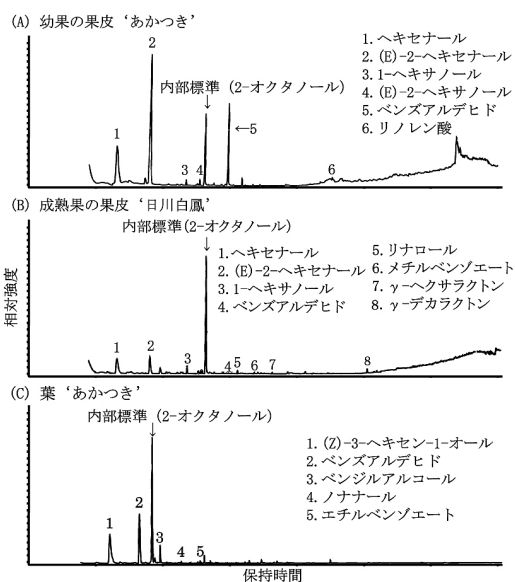 (A) 幼果の果皮‘あかつき’
2
1.ヘキセナール
2.(E)-2-ヘキセナール
内部標準 (2-オクタノール)
3.1-ヘキサノール
↓
4.(E)-2-ヘキサノール
1
←5
5.ベンズアルデヒド
6.リノレン酸
3
4
6
(B) 成熟果の果皮‘日川白鳳’
内部標準(2-オクタノール)
↓
1.ヘキセナール
5.リナロール
2.(E)-2-ヘキセナール
6.メチルベンゾエート
3.1-ヘキサノール
7.γ-ヘクサラクトン
4.ベンズアルデヒド
8.γ-デカラクトン
相対強度
1
2
3
4
5
6
7
8
(C) 葉‘あかつき’
内部標準(2-オクタノール)
↓
1.(Z)-3-ヘキセン-1-オール
2.ベンズアルデヒド
3.ベンジルアルコール
4.ノナナール
5.エチルベンゾエート
1
2
3
4
5
保持時間